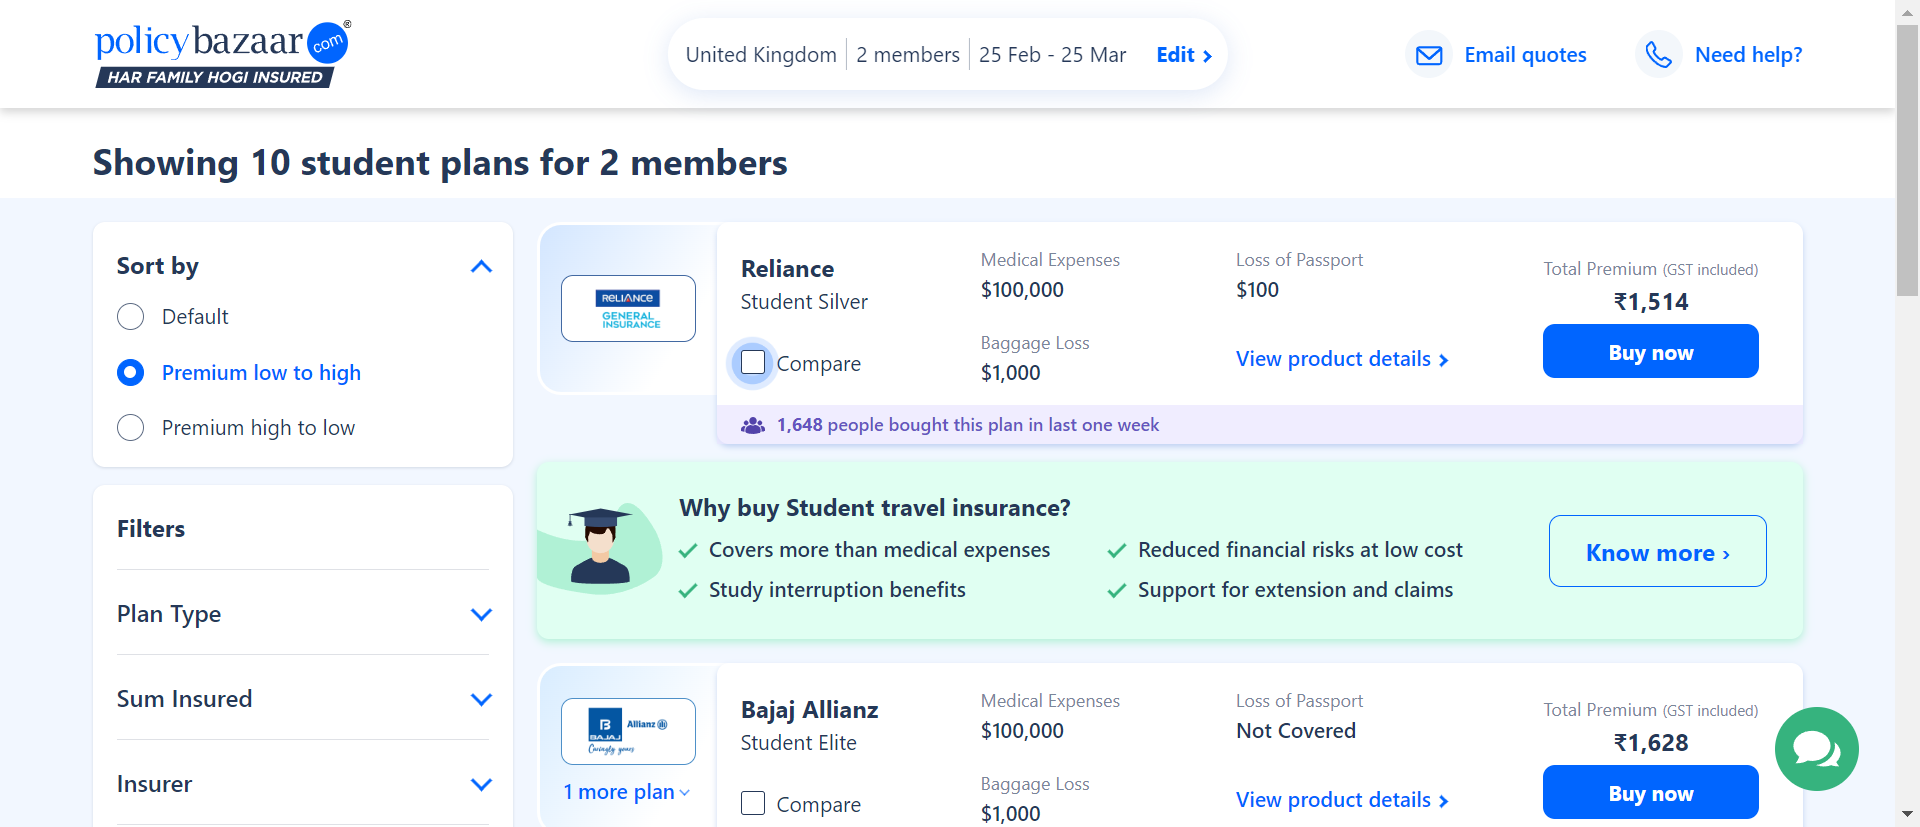 policybazaar.com®
HAR FAMILY HOGI INSURED
United Kingdom 2 members 25 Feb - 25 Mar Edit
Email quotes
Need help?
Showing 10 student plans for 2 members
Sort by
Default
Premium low to high
Premium high to low
Filters
Plan Type
Sum Insured
Insurer
RELIANCE
GENERAL
INSURANCE
Reliance
Student Silver
Compare
Medical Expenses
$100,000
Baggage Loss
$1,000
Loss of Passport
$100
View product details
Total Premium (GST included)
₹1,514
Buy now
1,648 people bought this plan in last one week
Why buy Student travel insurance?
Covers more than medical expenses
Reduced financial risks at low cost
Study interruption benefits
Support for extension and claims
Know more ›
B
BAJAJ
Allianz
Caringly yours
1 more plan
Bajaj Allianz
Student Elite
Compare
Medical Expenses
$100,000
Baggage Loss
$1,000
Loss of Passport
Not Covered
View product details
Total Premium (GST included)
₹1,628
Buy now